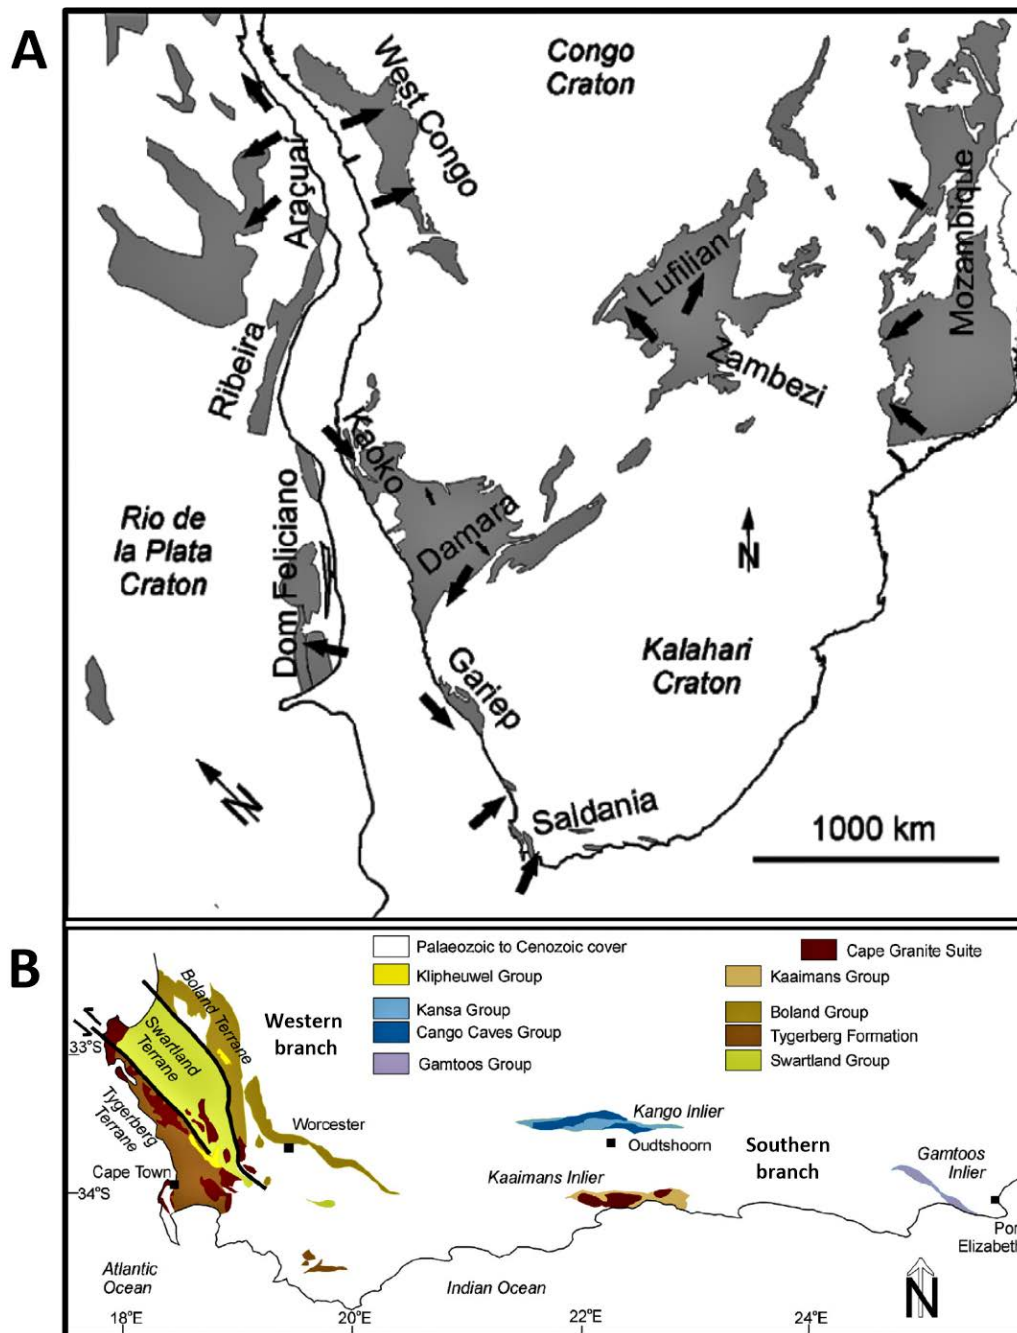 A
Congo
Craton
West Congo
Araçuai
Mozambique
Lufilian
Zambezi
Ribeira
Kaoko
Damara
Rio de
la Plata
Craton
Dom Feliciano
N
Kalahari
Craton
Gariep
N
Saldania
1000 km
B
Palaeozoic to Cenozoic cover
Cape Granite Suite
Klipheuwel Group
Kaaimans Group
Kansa Group
Boland Group
Cango Caves Group
Tygerberg Formation
Gamtoos Group
Swartland Group
Boland Terrane
Western
branch
Swartland
Terrane
33°S
Tygerberg
Terrane
Worcester
Kango Inlier
Oudtshoorn
Southern
branch
Gamtoos
Inlier
Cape Town
Kaaimans Inlier
34°S
Por
Elizabeth
Atlantic
Ocean
Indian Ocean
N
18°E
20°E
22°E
24°E